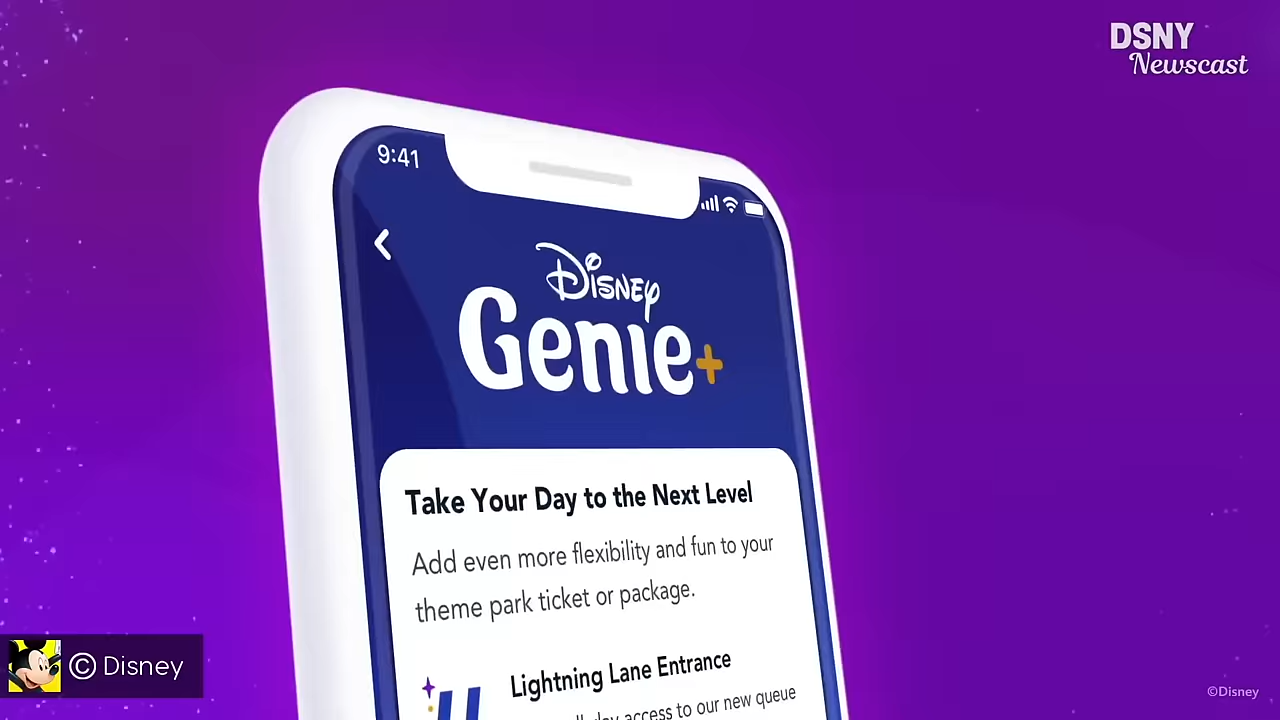 DSNY
Newscast
9:41
Disney
Genie+
Take Your Day to the Next Level
Add even more flexibility and fun to your
theme park ticket or package.
Lightning Lane Entrance
access to our new queue
© Disney
©Disney